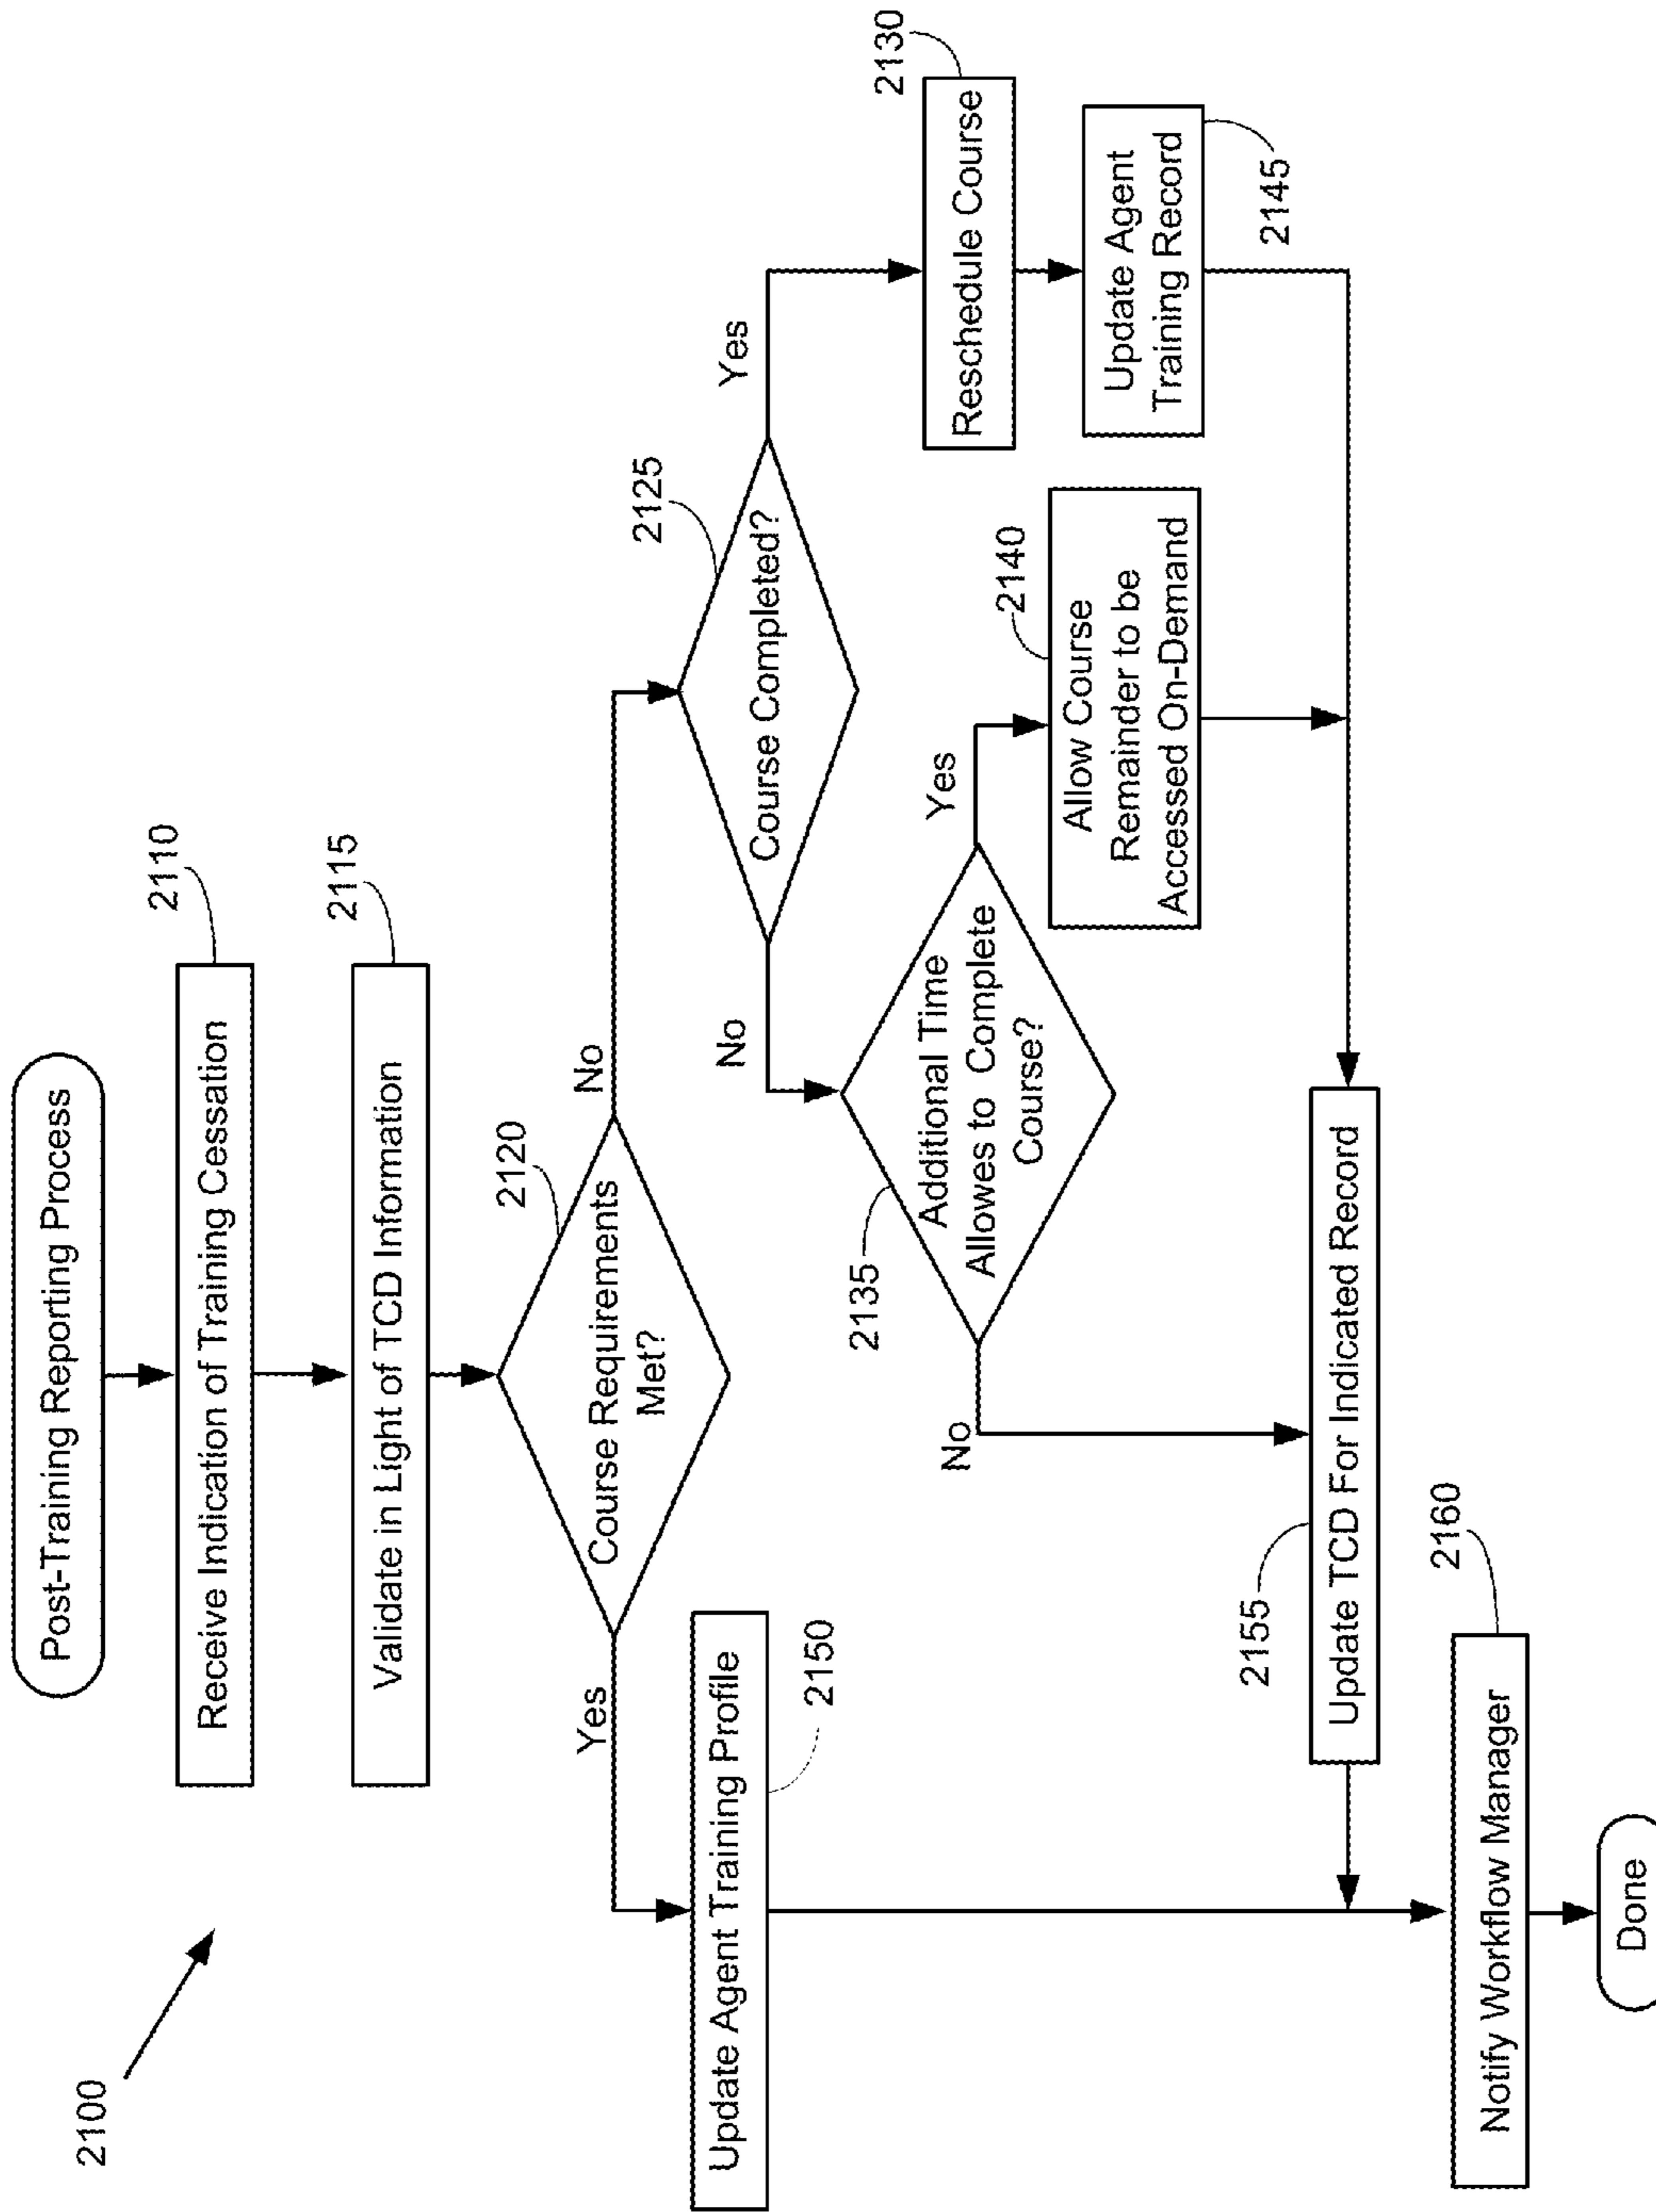 2100
Post-Training Reporting Process
Receive Indication of Training Cessation
2110
Validate in Light of TCD Information
2115
Course Requirements
Met?
2120
Yes
No
Update Agent Training Profile
2150
Course Completed?
2125
No
Yes
Additional Time
Allowes to Complete
Course?
2135
No
Yes
Reschedule Course
2130
Allow Course
Remainder to be
Accessed On-Demand
2140
Update Agent
Training Record
2145
Update TCD For Indicated Record
2155
Notify Workflow Manager
2160
Done